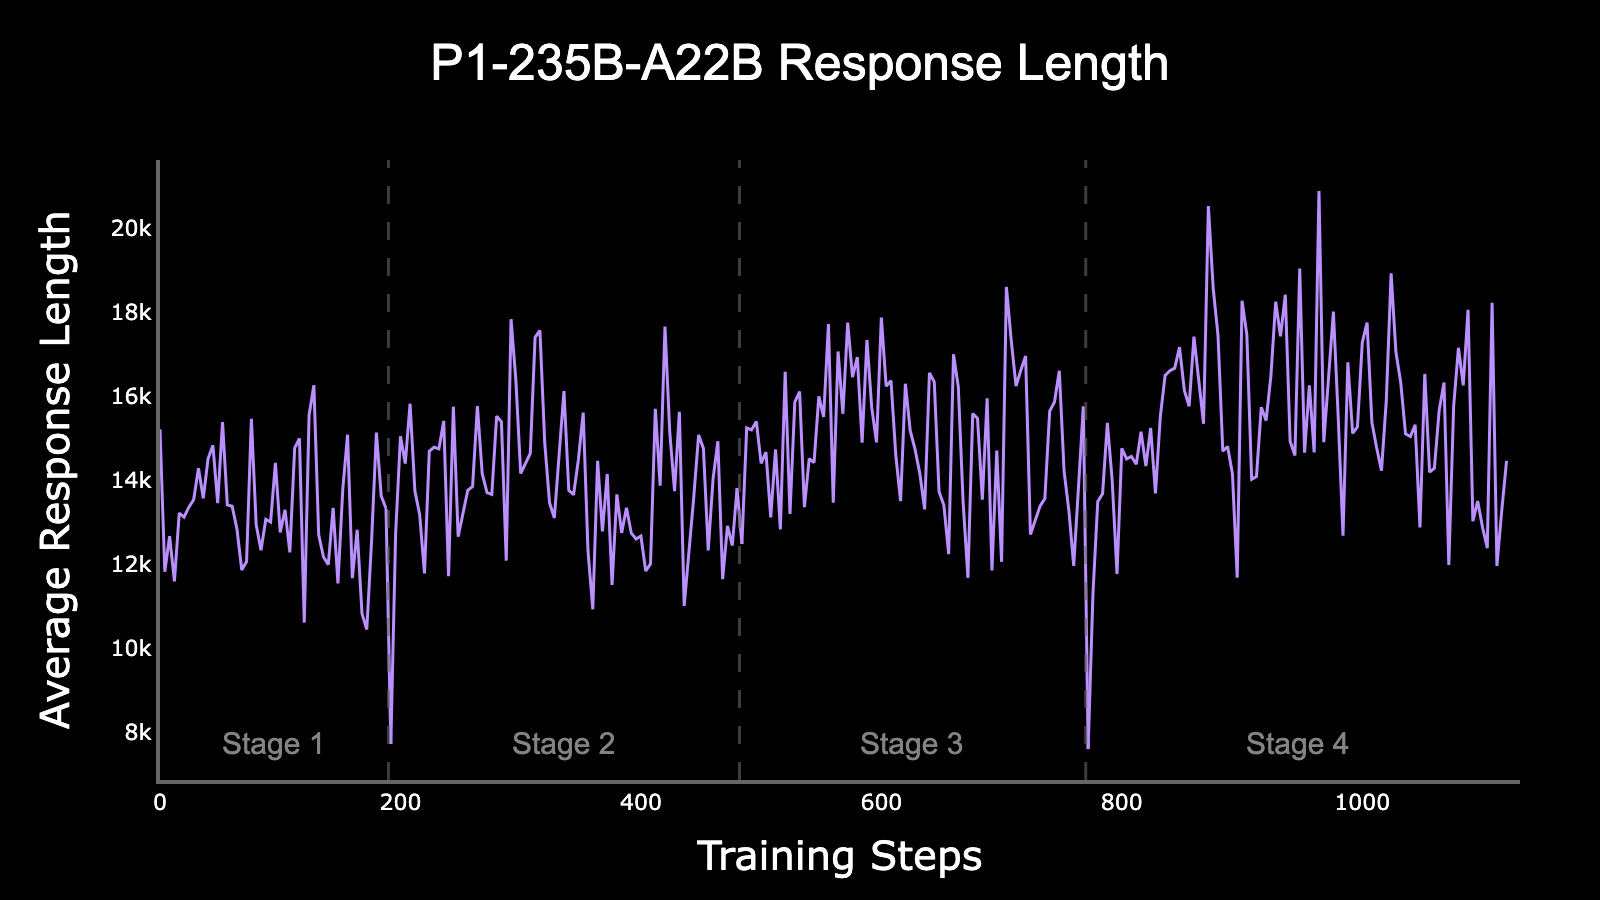 P1-235B-A22B Response Length
Average Response Length
20k
18k
16k
14k
12k
10k
8k
Stage 1
Stage 2
Stage 3
Stage 4
0
200
400
600
800
1000
Training Steps